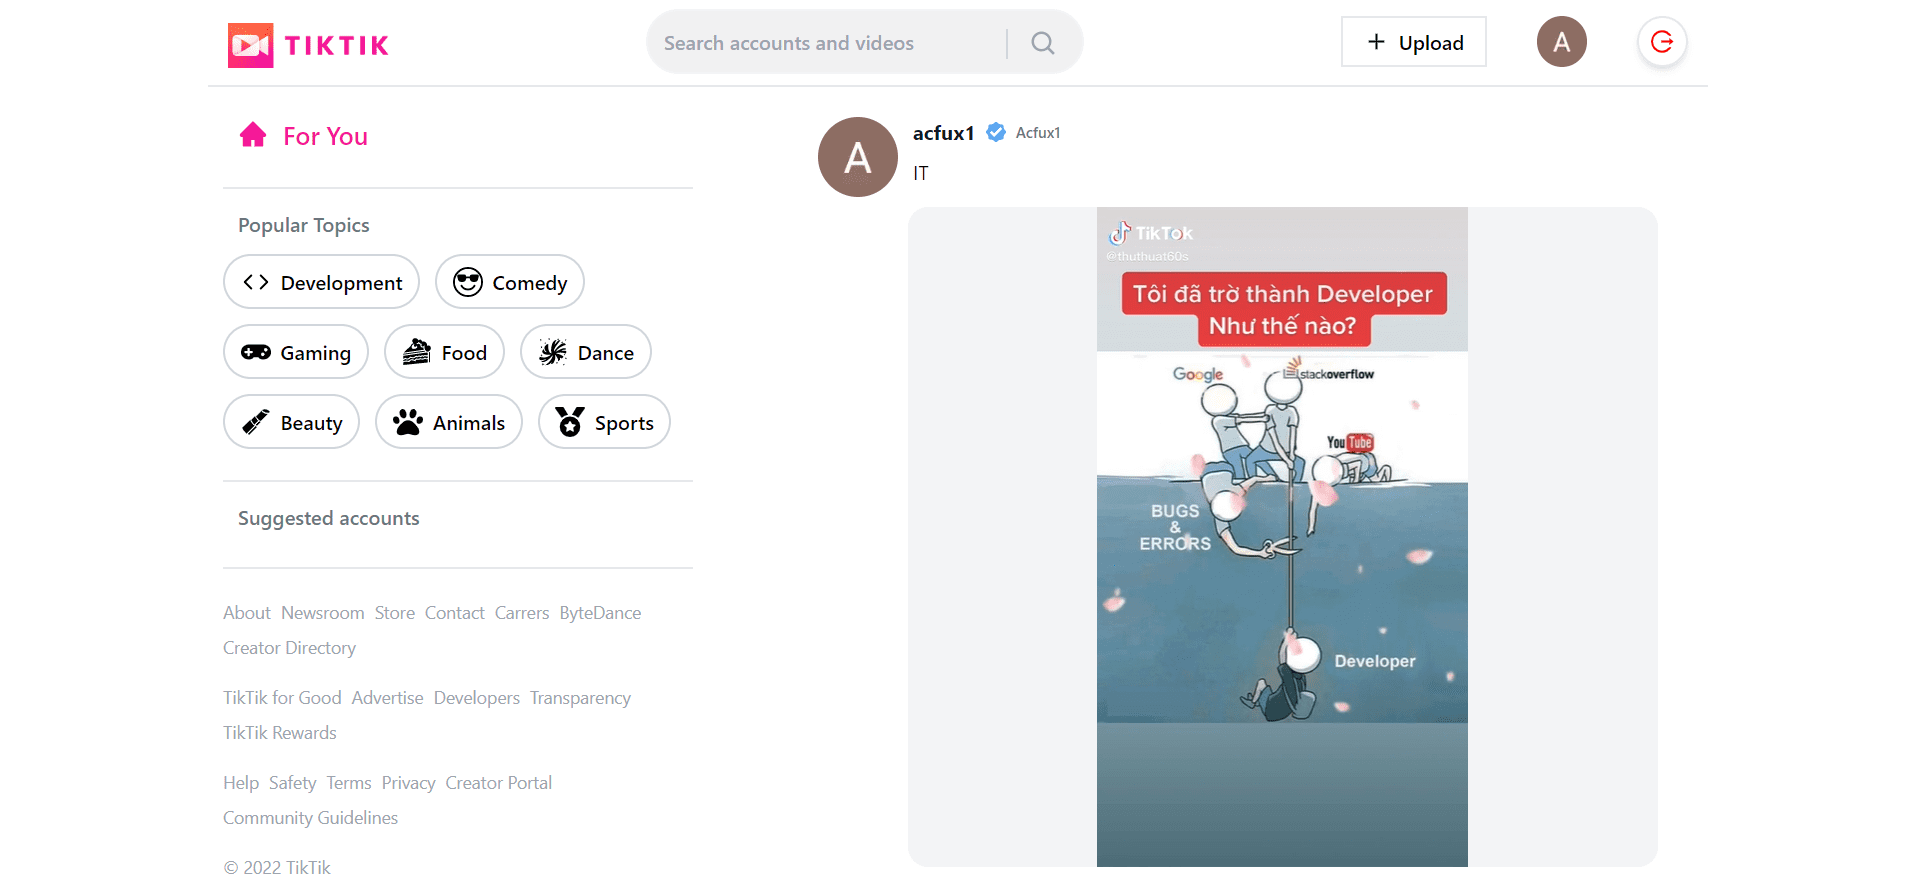 TIKTIK
Search accounts and videos
Upload
A
For You
Popular Topics
Development
Comedy
Gaming
Food
Dance
Beauty
Animals
Sports
Suggested accounts
About Newsroom Store Contact Carrers ByteDance
Creator Directory
TikTik for Good Advertise Developers Transparency
TikTik Rewards
Help Safety Terms Privacy Creator Portal
Community Guidelines
© 2022 TikTik
A
acfux1 Acfux1
IT
TikTok
@thuthuat60s
Tôi đã trở thành Developer
Như thế nào?
Google
stackoverflow
YouTube
BUGS
&
ERRORS
Developer